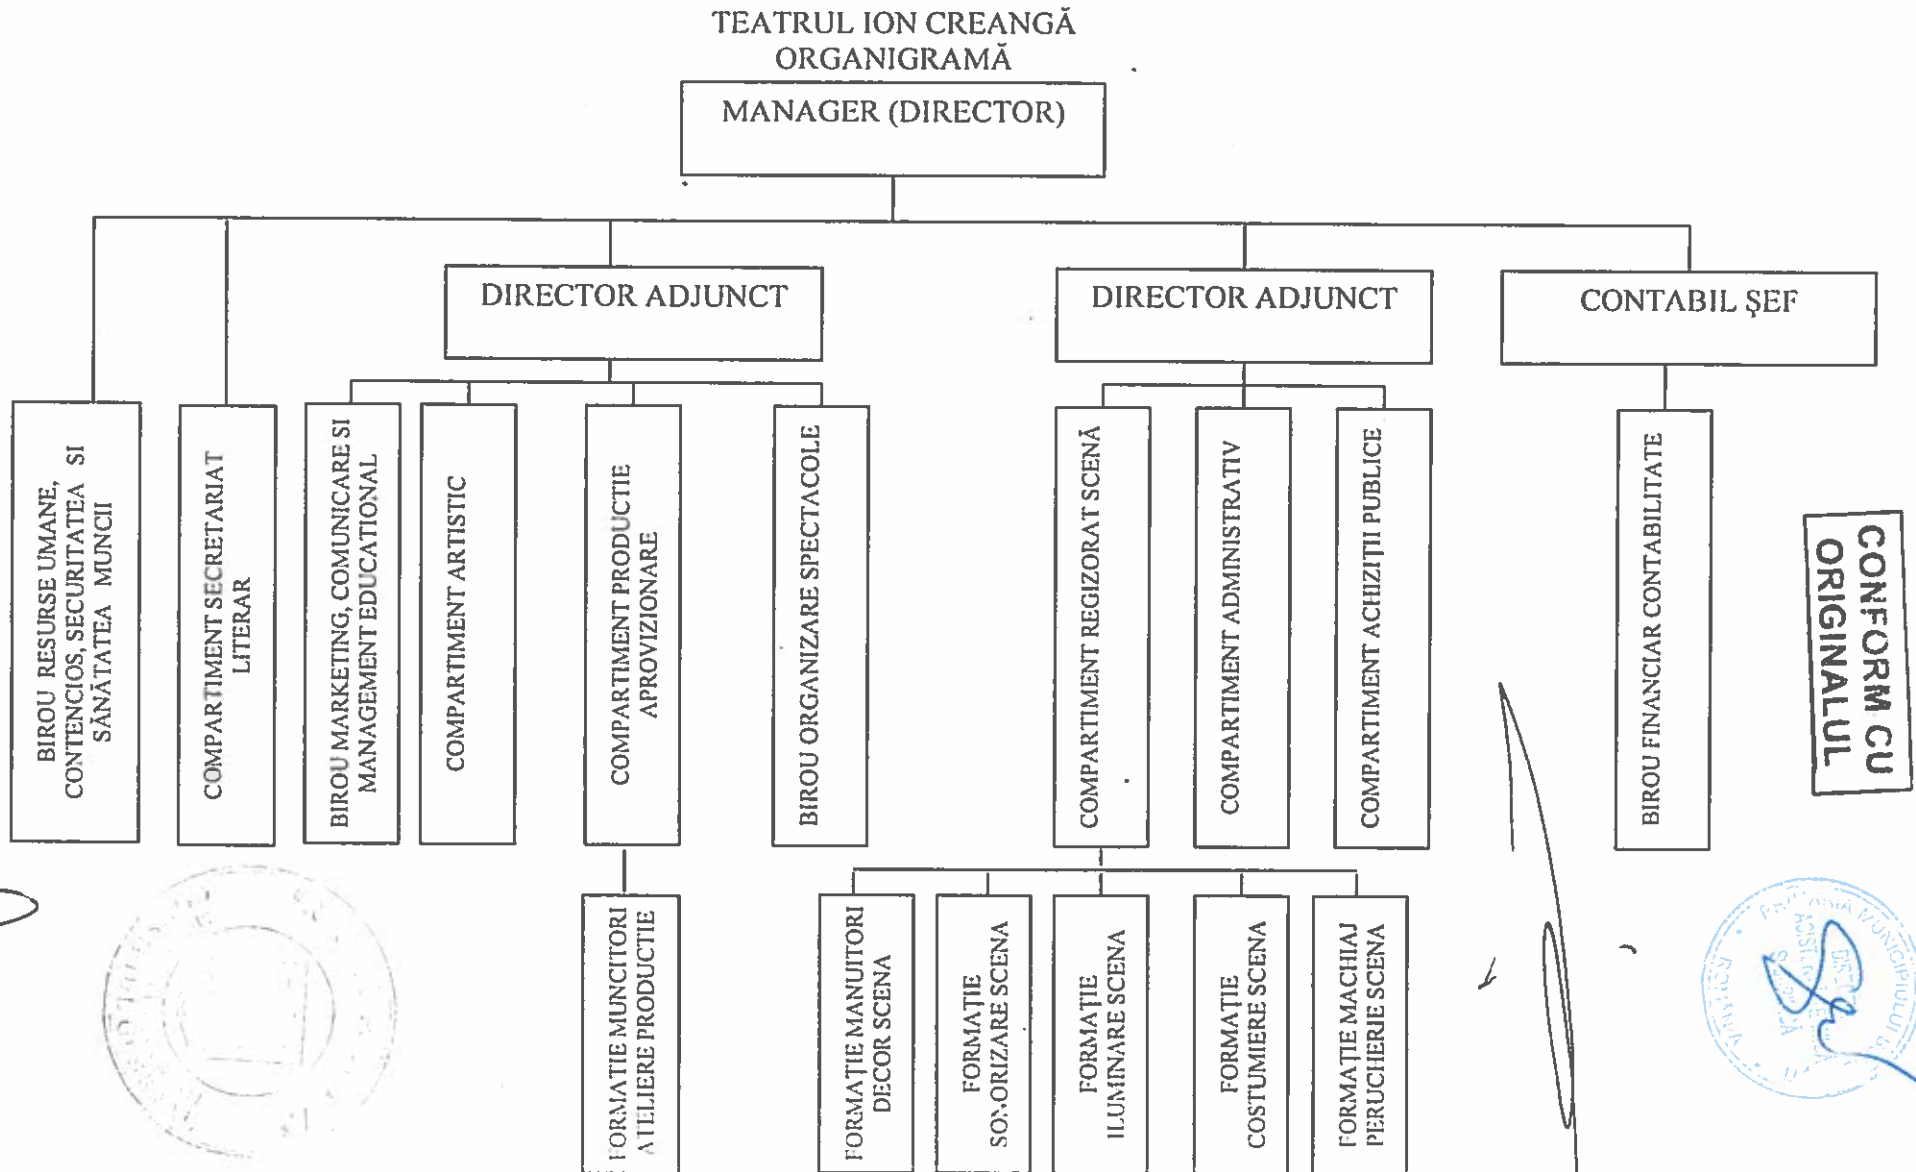 TEATRUL ION CREANGĂ
ORGANIGRAMĂ
MANAGER (DIRECTOR)
DIRECTOR ADJUNCT
DIRECTOR ADJUNCT
CONTABIL ŞEF
BIROU RESURSE UMANE,
CONTENCIOS, SECURITATEA SI
SĂNĂTATEA MUNCII
COMPARTIMENT SECRETARIAT
LITERAR
BIROU MARKETING, COMUNICARE SI
MANAGEMENT EDUCATIONAL
COMPARTIMENT ARTISTIC
COMPARTIMENT PRODUCTIE
APROVIZIONARE
BIROU ORGANIZARE SPECTACOLE
COMPARTIMENT REGIZORAT SCENĂ
COMPARTIMENT ADMINISTRATIV
COMPARTIMENT ACHIZIŢII PUBLICE
BIROU FINANCIAR CONTABILITATE
CONFORM CU
ORIGINALUL
FORMATIE MUNCITORI
ATELIERE PRODUCTIE
FORMAŢIE MANUITORI
DECOR SCENA
FORMAŢIE
SONORIZARE SCENA
FORMAŢIE
ILUMINARE SCENA
FORMAŢIE
COSTUMIERE SCENA
FORMAŢIE MACHIAJ
PERUCHERIE SCENA
PRIMARIA MUNICIPIULUI
ROMANIA